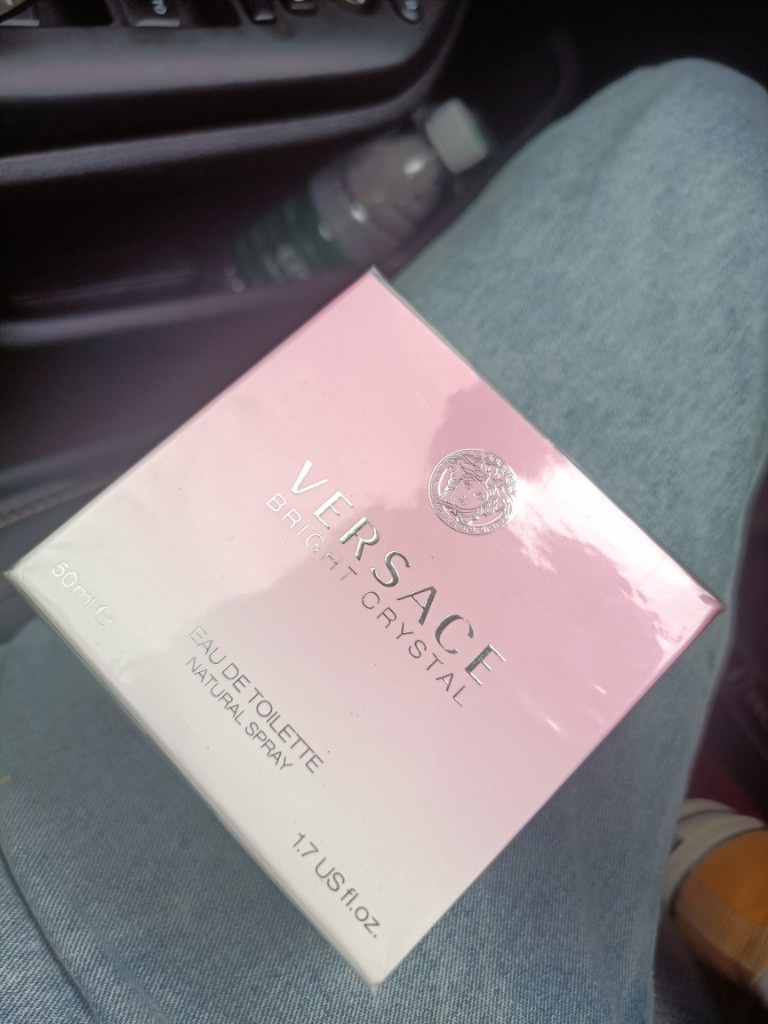 VERSACE
BRIGHT CRYSTAL
50ml ℮
EAU DE TOILETTE
NATURAL SPRAY
1.7 US fl.oz.